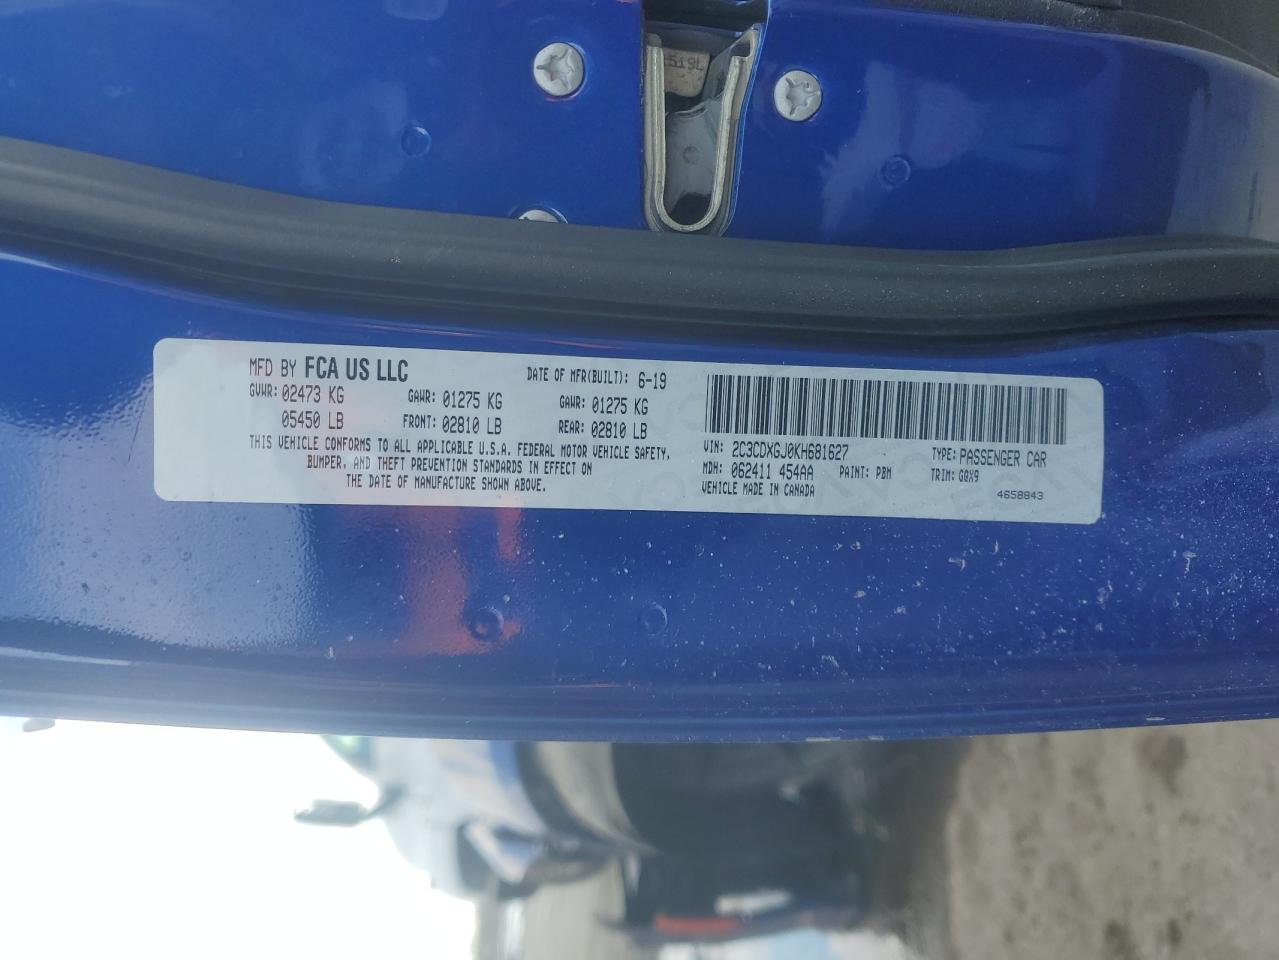 519L
MFD BY FCA US LLC
DATE OF MFR(BUILT): 6-19
GVWR: 02473 KG GAWR: 01275 KG GAWR: 01275 KG
05450 LB FRONT: 02810 LB REAR: 02810 LB
THIS VEHICLE CONFORMS TO ALL APPLICABLE U.S.A. FEDERAL MOTOR VEHICLE SAFETY,
BUMPER, AND THEFT PREVENTION STANDARDS IN EFFECT ON
THE DATE OF MANUFACTURE SHOWN ABOVE.
VIN: 2C3CDXGJ0KH681627 TYPE: PASSENGER CAR
MDH: 062411 454AA PAINT: PBM TRIM: GQX9
VEHICLE MADE IN CANADA 4658843